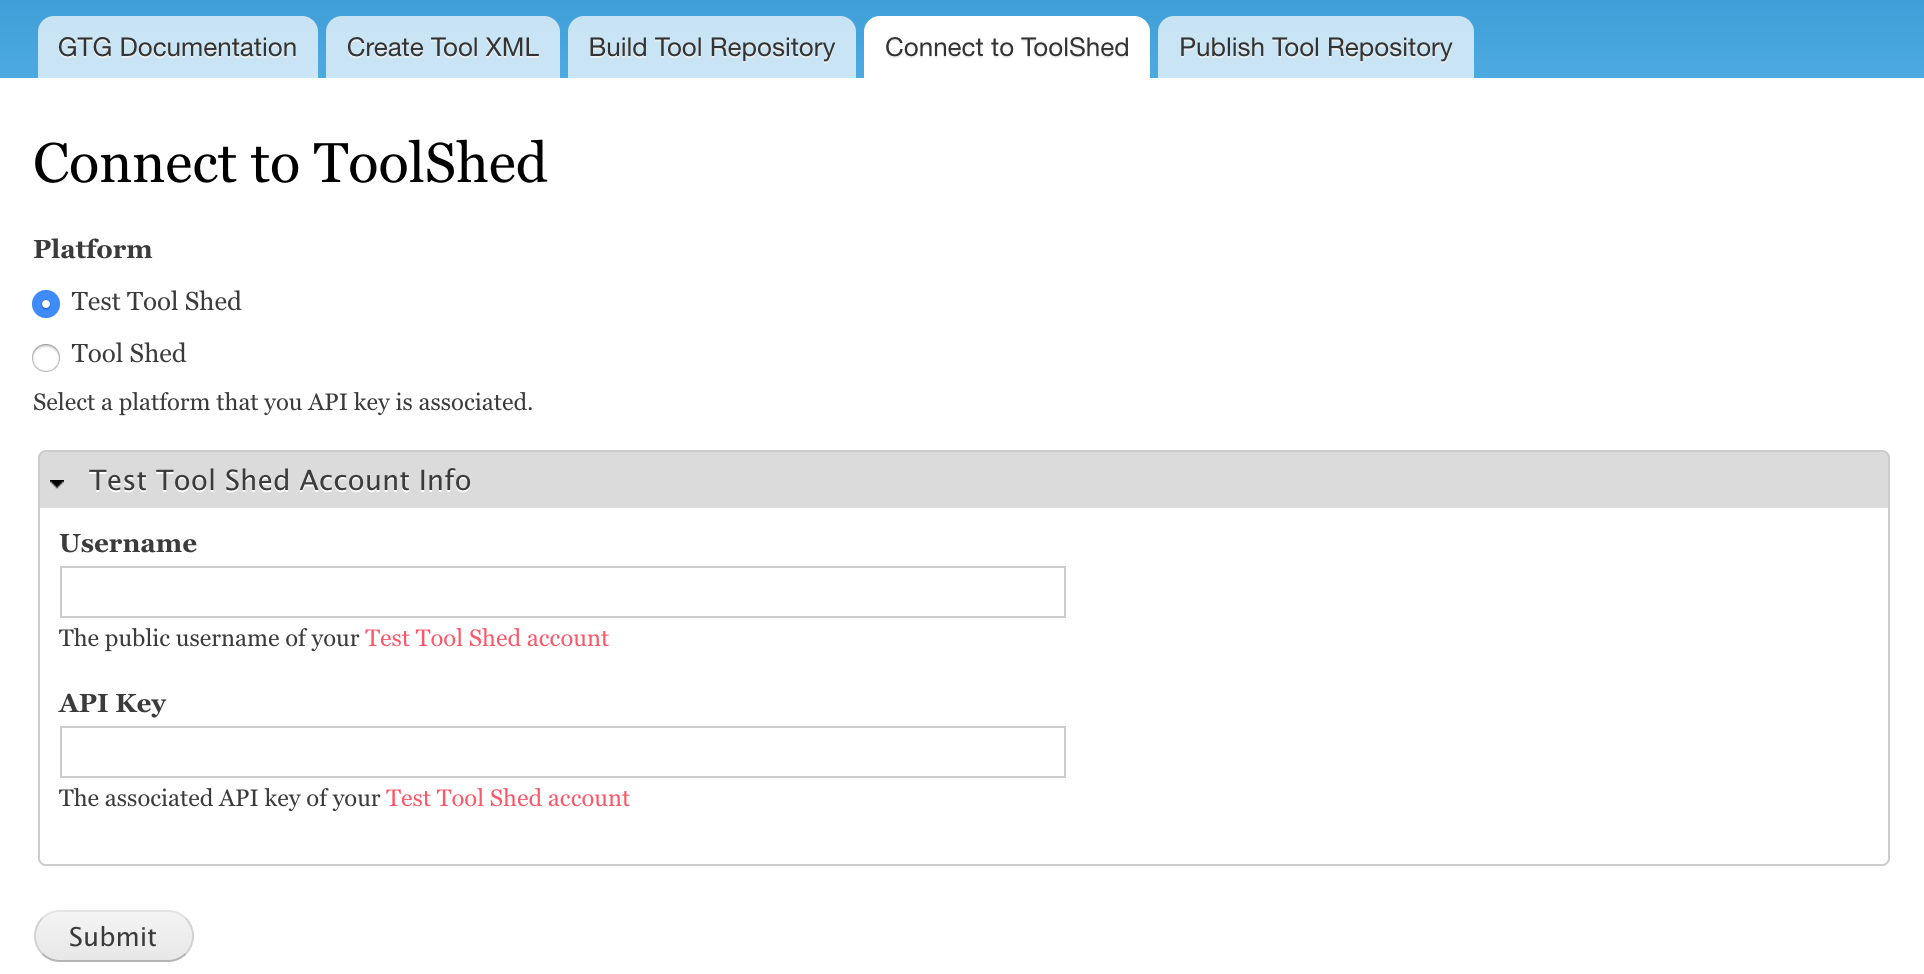 GTG Documentation Create Tool XML Build Tool Repository Connect to ToolShed Publish Tool Repository
Connect to ToolShed
Platform
Test Tool Shed
Tool Shed
Select a platform that you API key is associated.
Test Tool Shed Account Info
Username
The public username of your Test Tool Shed account
API Key
The associated API key of your Test Tool Shed account
Submit